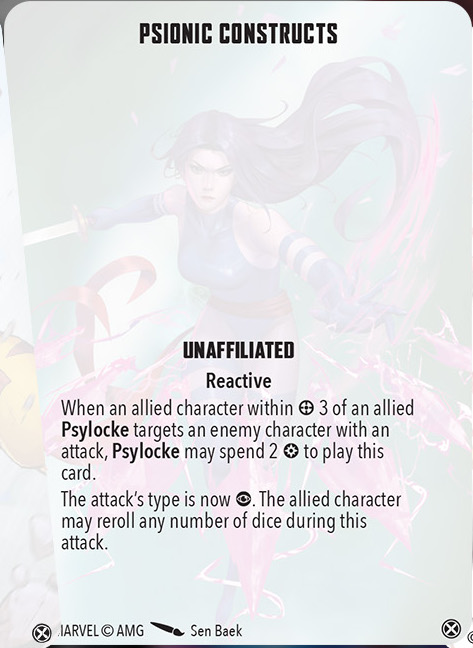 PSIONIC CONSTRUCTS
UNAFFILIATED
Reactive
When an allied character within 3 of an allied
Psylocke targets an enemy character with an
attack, Psylocke may spend 2 to play this
card.
The attack's type is now . The allied character
may reroll any number of dice during this
attack.
MARVEL © AMG Sen Baek
©